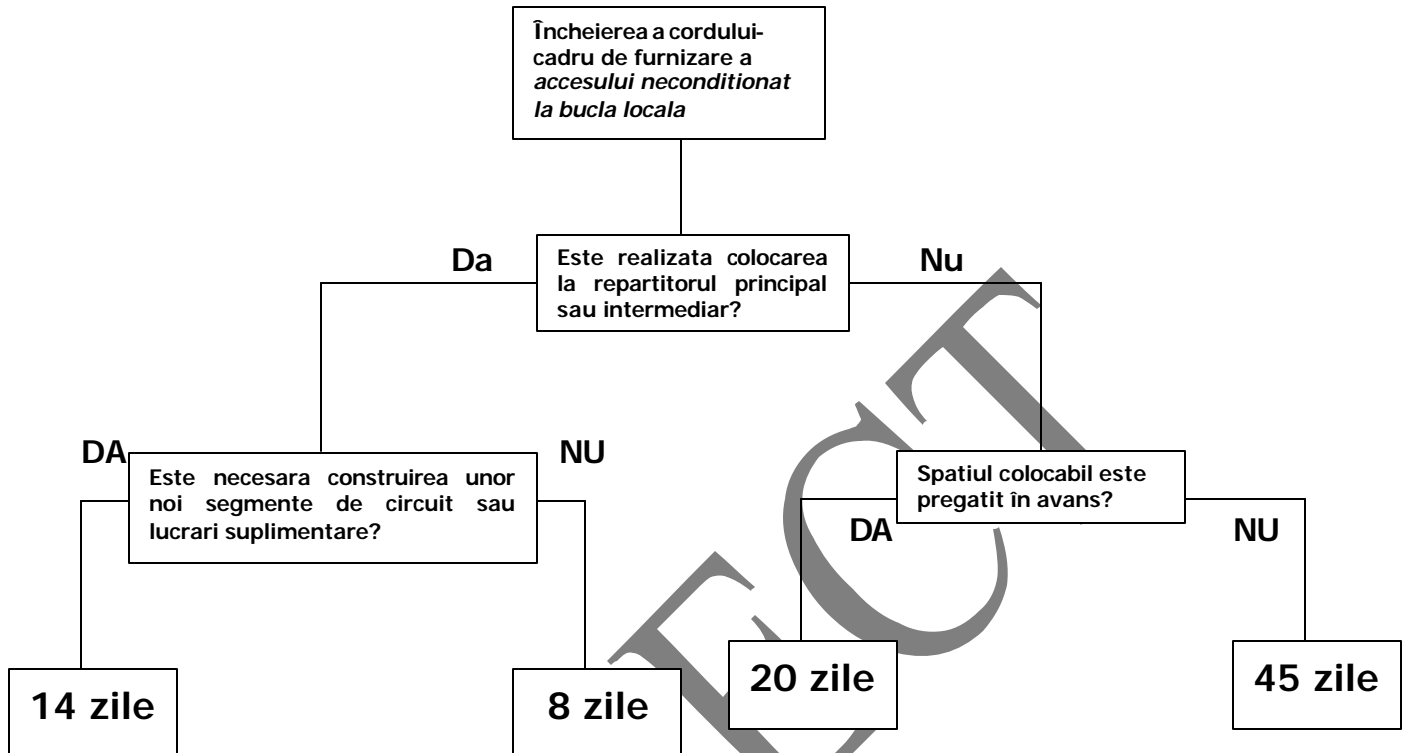 Încheierea a cordului-
cadru de furnizare a
accesului neconditionat
la bucla locala
Da
Este realizata colocarea
la repartitorul principal
sau intermediar?
Nu
DA
Este necesara construirea unor
noi segmente de circuit sau
lucrari suplimentare?
NU
Spatiul colocabil este
pregatit în avans?
DA
NU
14 zile
8 zile
20 zile
45 zile
ECT